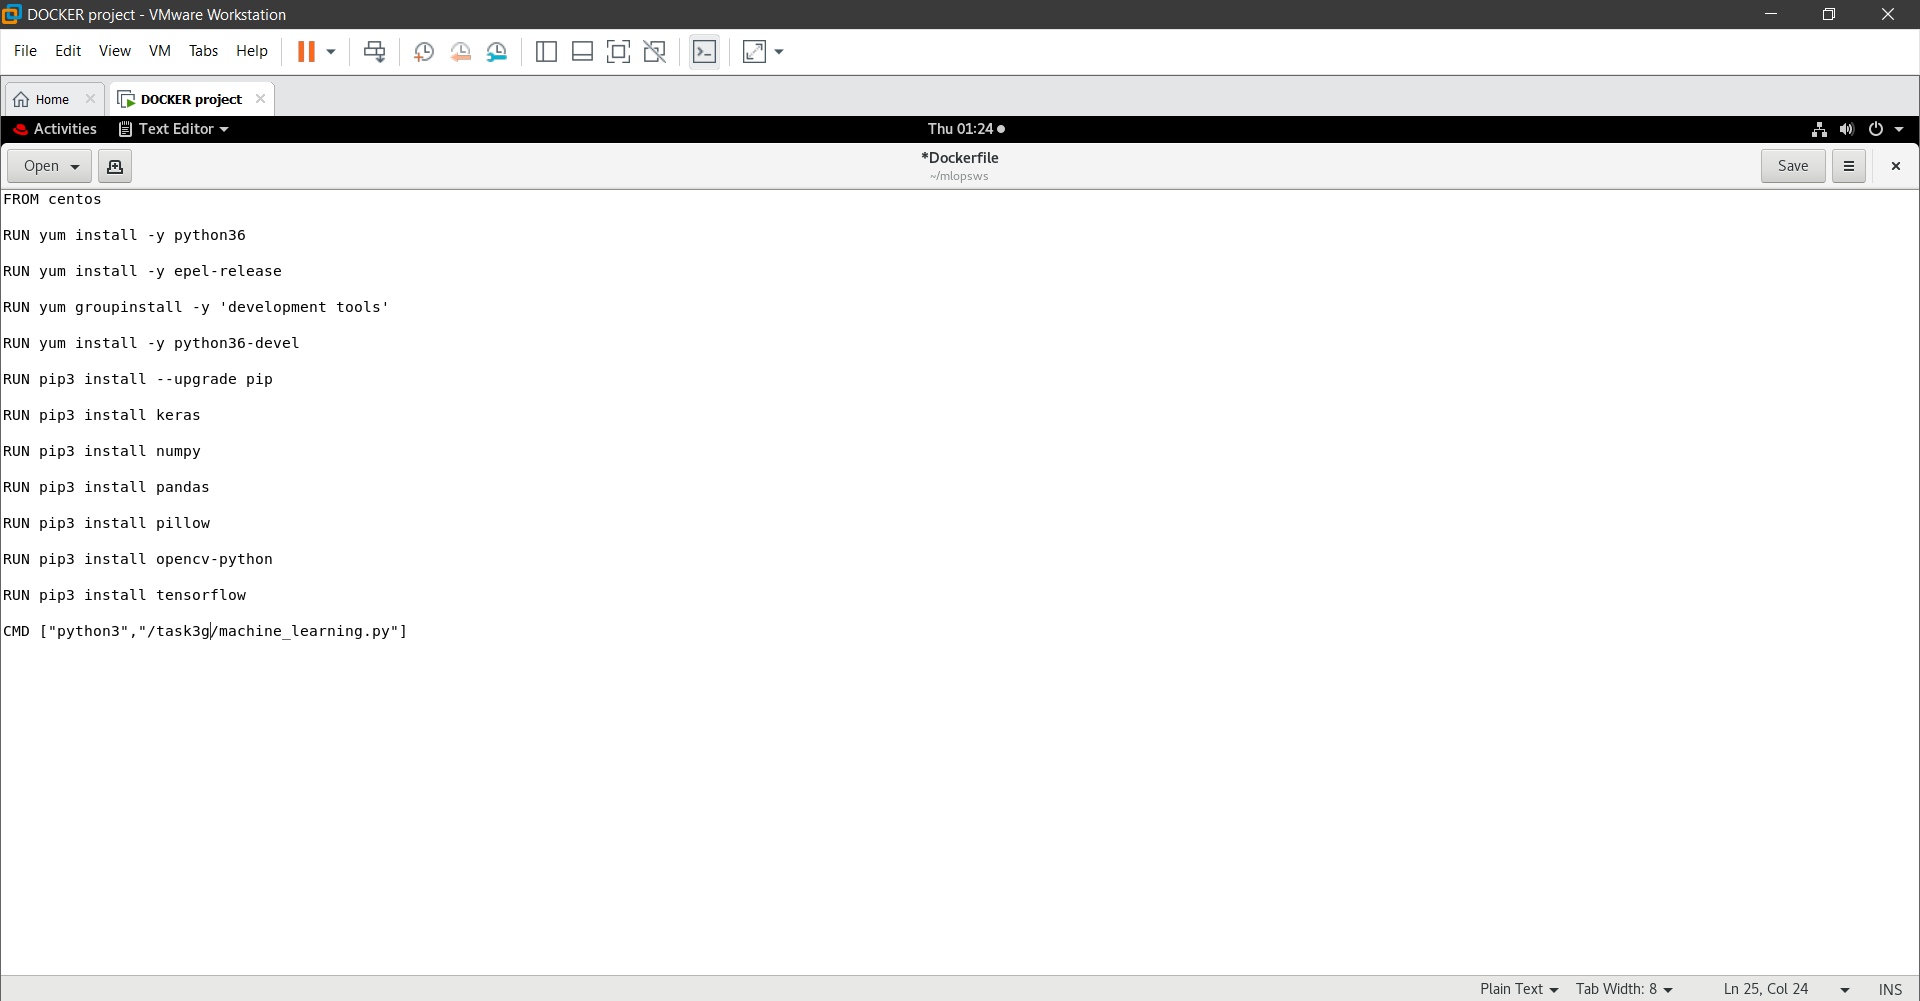 DOCKER project - VMware Workstation
File Edit View VM Tabs Help
Home DOCKER project
Activities Text Editor Thu 01:24
Open *Dockerfile Save
~/mlopsws
FROM centos
RUN yum install -y python36
RUN yum install -y epel-release
RUN yum groupinstall -y 'development tools'
RUN yum install -y python36-devel
RUN pip3 install --upgrade pip
RUN pip3 install keras
RUN pip3 install numpy
RUN pip3 install pandas
RUN pip3 install pillow
RUN pip3 install opencv-python
RUN pip3 install tensorflow
CMD ["python3","/task3g/machine_learning.py"]
Plain Text Tab Width: 8 Ln 25, Col 24 INS